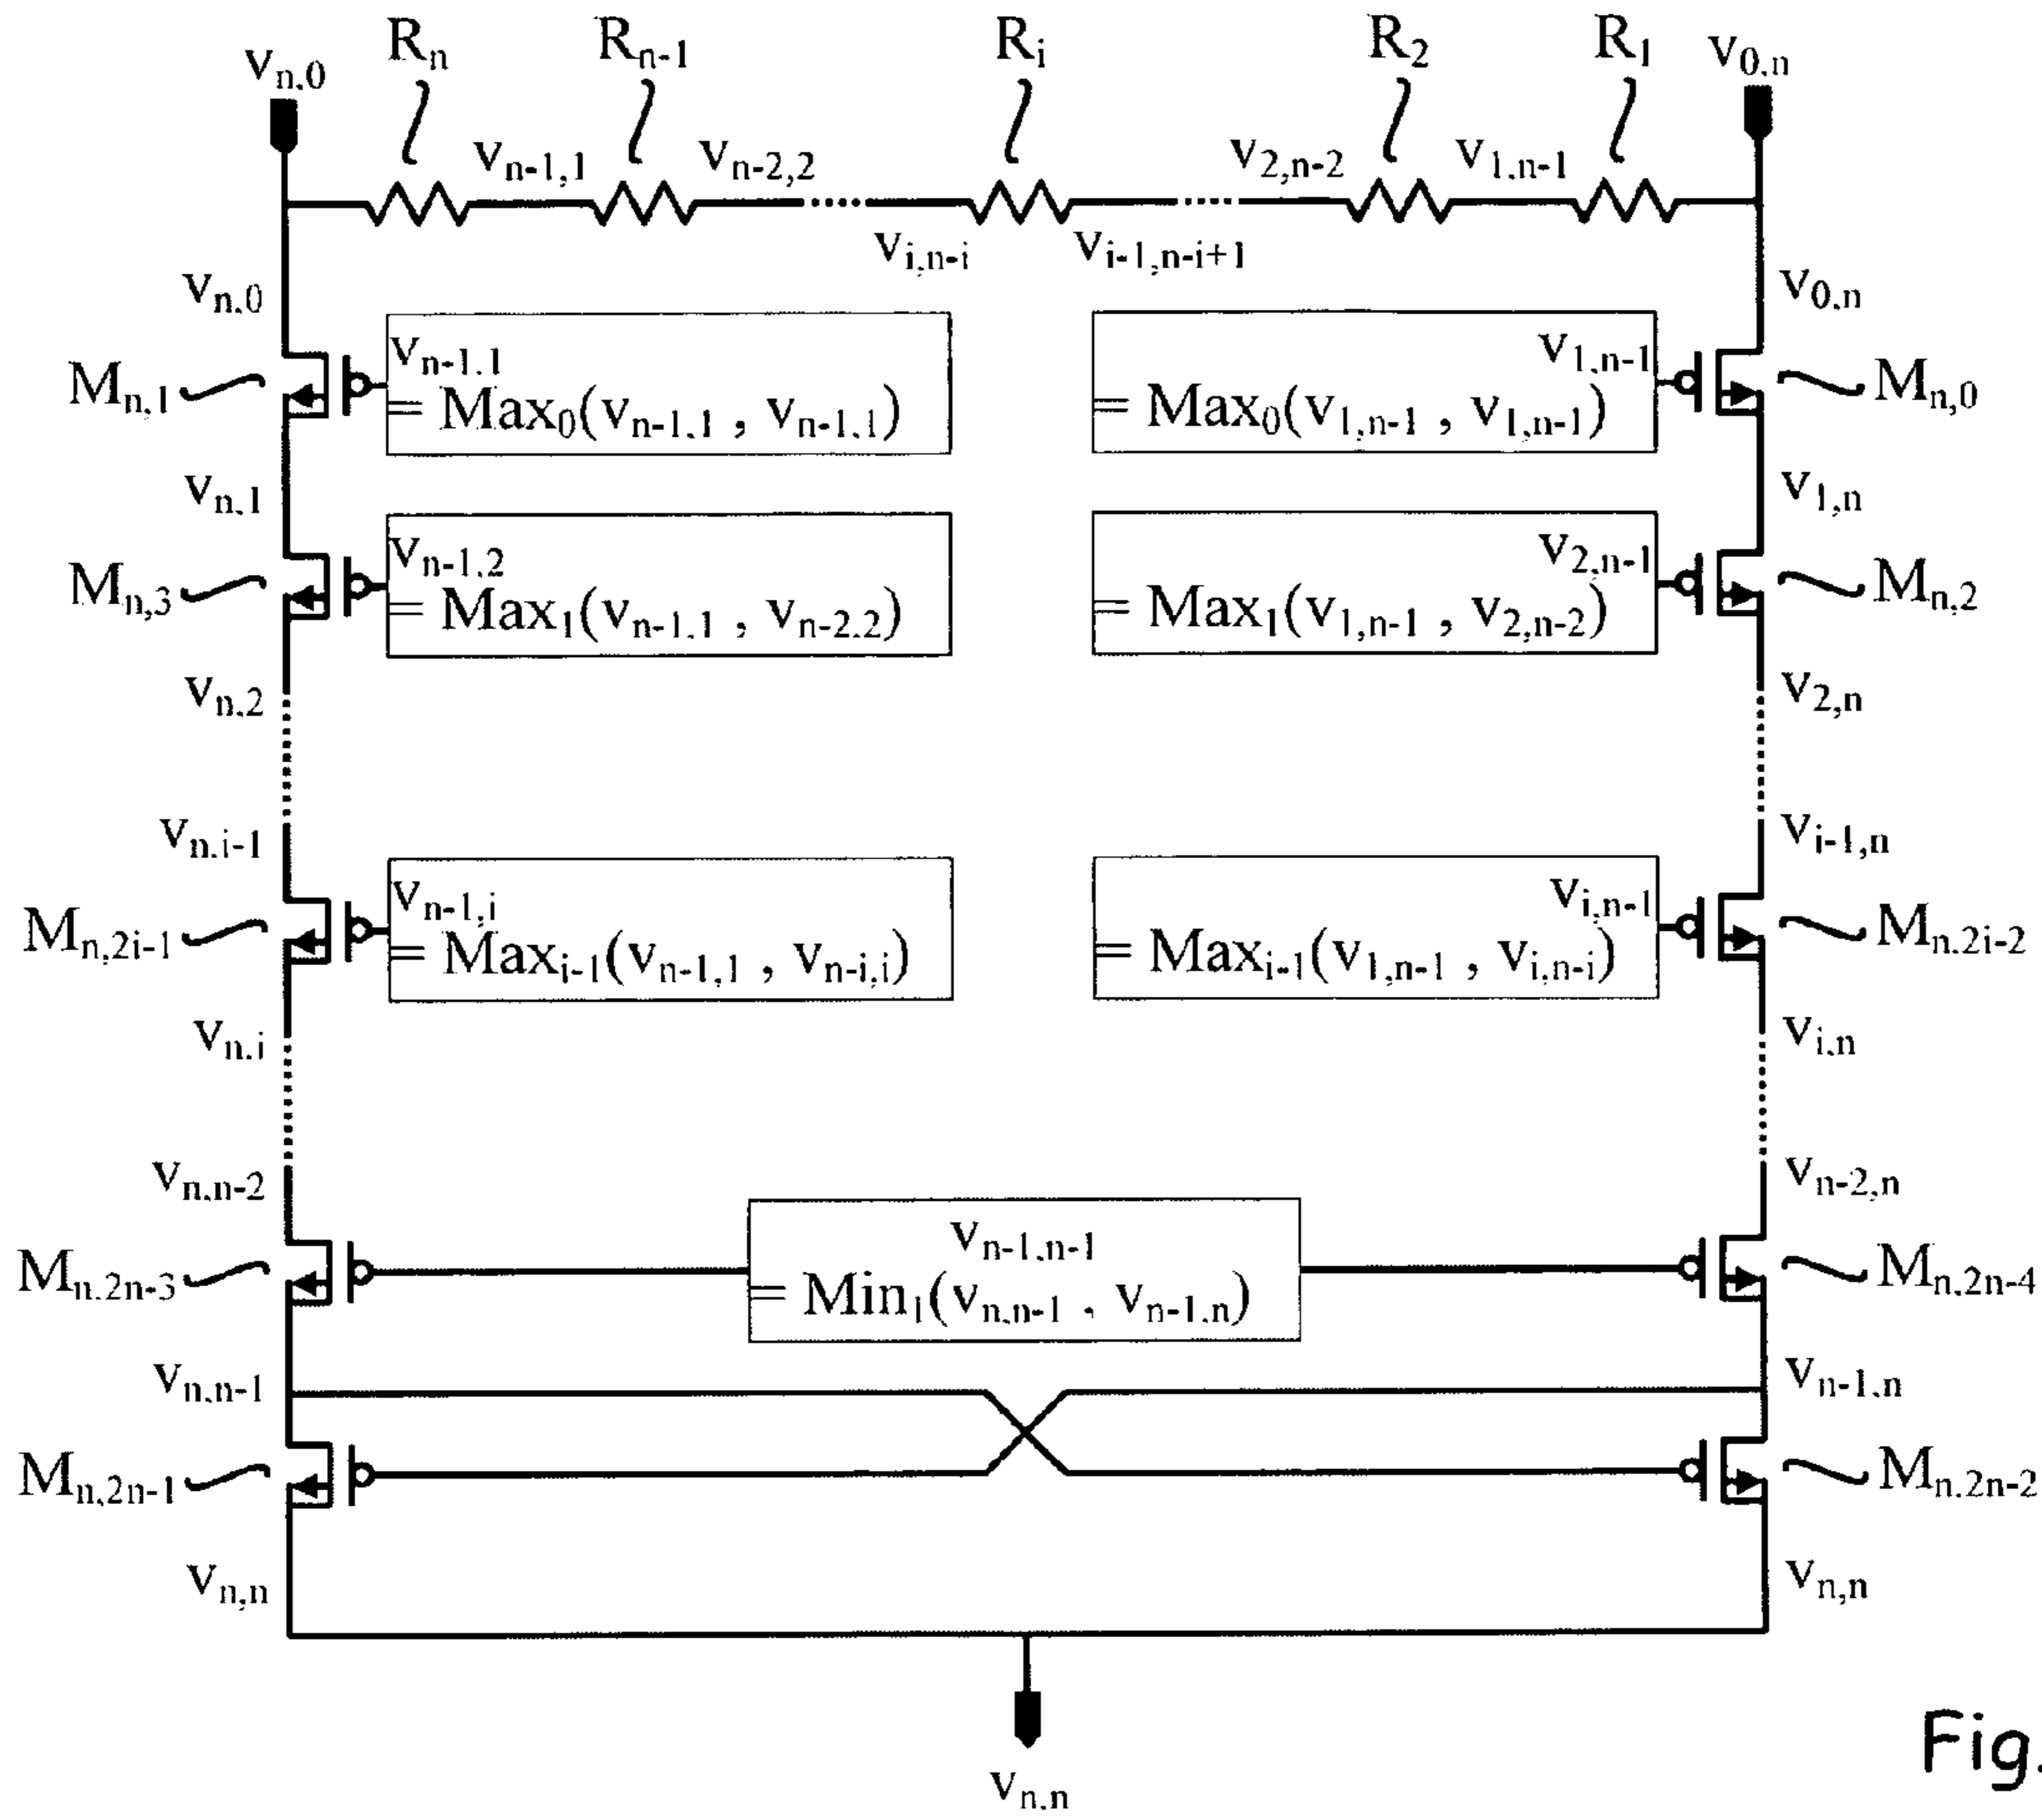 Rn Rn-1 Ri R2 R1
vn,0 v0,n
vn-1,1 vn-2,2 v2,n-2 v1,n-1
vi,n-i vi-1,n-i+1
vn,0 v0,n
Mn,1 vn-1,1 v1,n-1 Mn,0
= Max0(vn-1,1 , vn-1,1) = Max0(v1,n-1 , v1,n-1)
vn,1 v1,n
Mn,3 vn-1,2 v2,n-1 Mn,2
= Max1(vn-1,1 , vn-2,2) = Max1(v1,n-1 , v2,n-2)
vn,2 v2,n
vn,i-1 vi-1,n
Mn,2i-1 vn-1,i vi,n-1 Mn,2i-2
= Maxi-1(vn-1,1 , vn-i,i) = Maxi-1(v1,n-1 , vi,n-i)
vn,i vi,n
vn,n-2 vn-2,n
Mn,2n-3 vn-1,n-1 Mn,2n-4
= Min1(vn,n-1 , vn-1,n)
vn,n-1 vn-1,n
Mn,2n-1 Mn,2n-2
vn,n vn,n
vn,n
Fig.